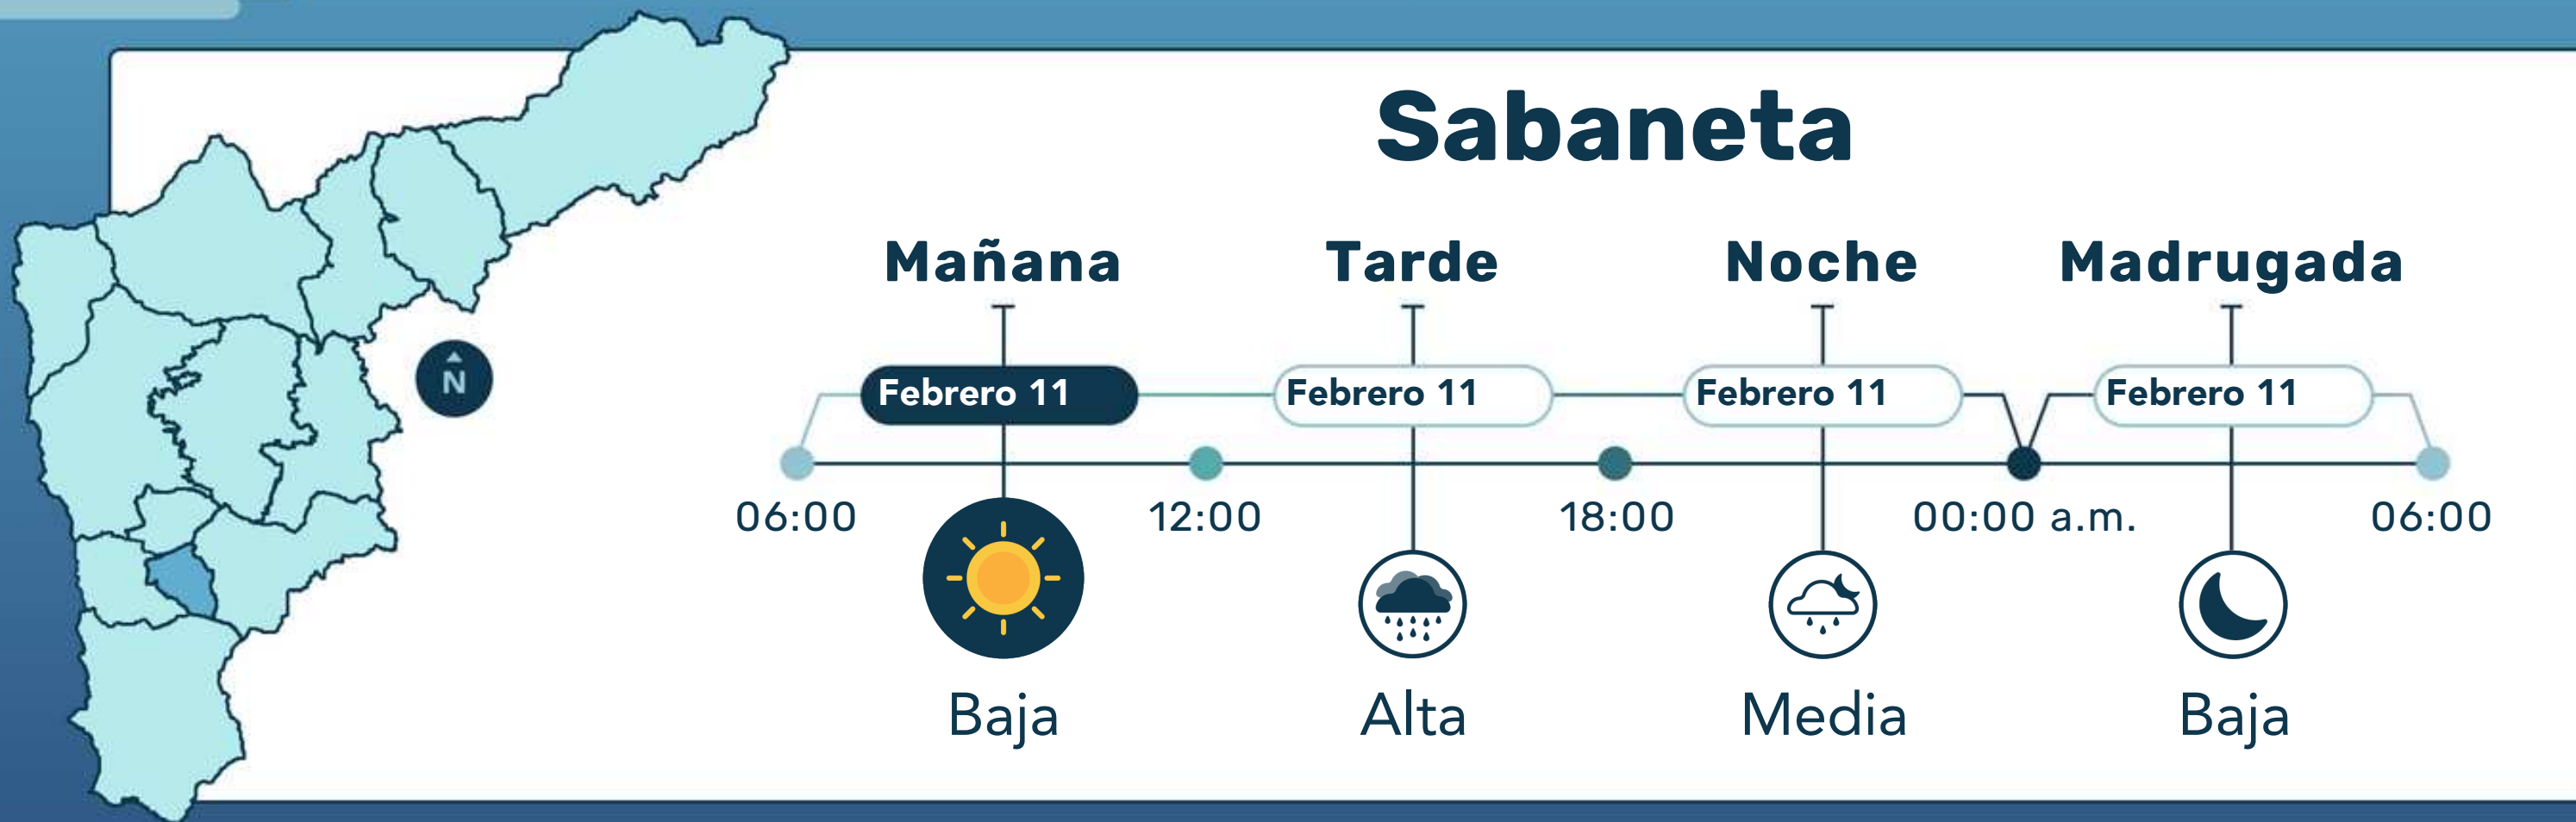 Sabaneta
Mañana Tarde Noche Madrugada
Febrero 11 Febrero 11 Febrero 11 Febrero 11
N
06:00 12:00 18:00 00:00 a.m. 06:00
Baja Alta Media Baja